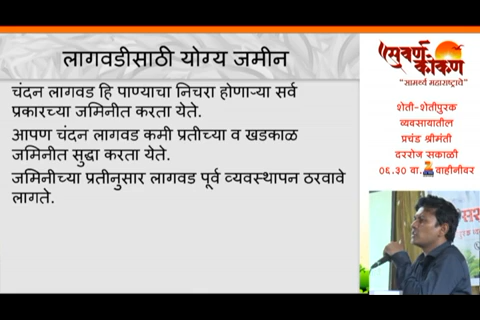 लागवडीसाठी योग्य जमीन
चंदन लागवड हि पाण्याचा निचरा होणाऱ्या सर्व
प्रकारच्या जमिनीत करता येते.
आपण चंदन लागवड कमी प्रतीच्या व खडकाळ
जमिनीत सुद्धा करता येते.
जमिनीच्या प्रतीनुसार लागवड पूर्व व्यवस्थापन ठरवावे
लागते.
सुवर्ण
कोकण
"सामर्थ्य महाराष्ट्राचे"
शेती-शेतीपुरक
व्यवसायातील
प्रचंड श्रीमंती
दररोज सकाळी
०६.३० वा. वाहीनीवर